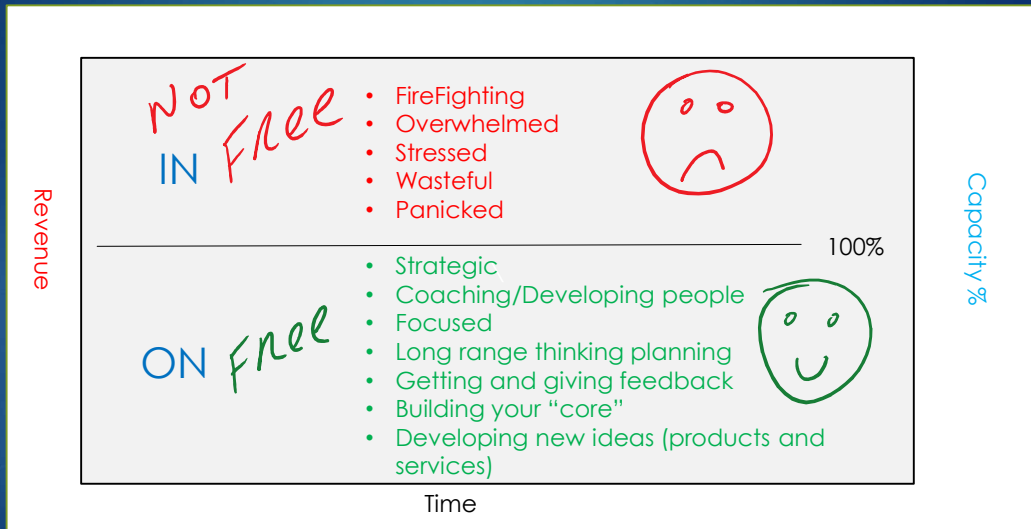 NOT
IN FREE
• FireFighting
• Overwhelmed
• Stressed
• Wasteful
• Panicked
Revenue
Capacity %
100%
• Strategic
• Coaching/Developing people
• Focused
• Long range thinking planning
• Getting and giving feedback
• Building your “core”
• Developing new ideas (products and
services)
ON FREE
Time